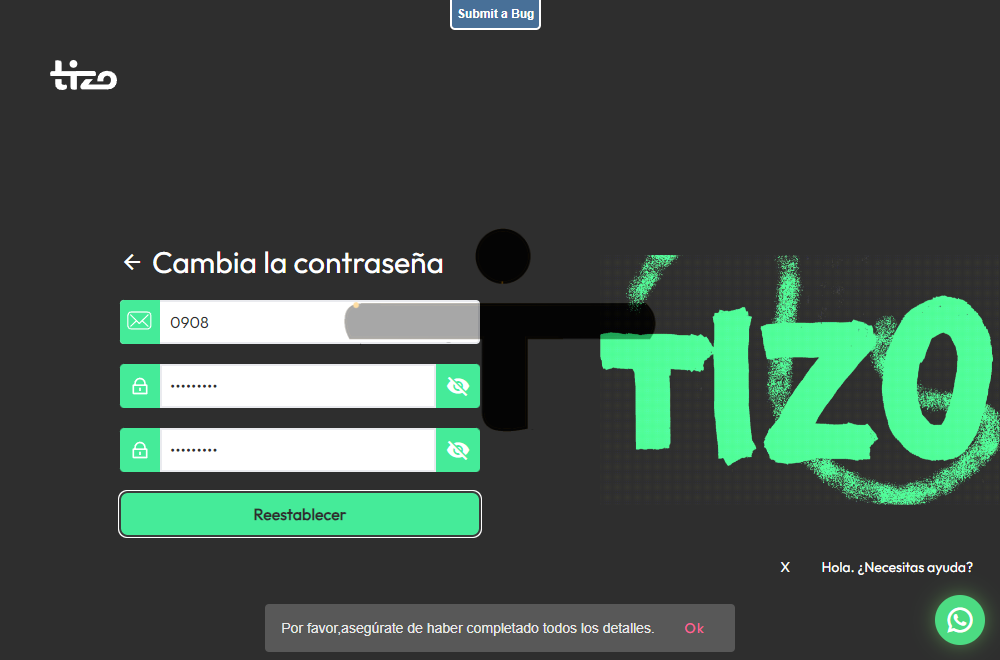 Submit a Bug
tizo
Cambia la contraseña
0908
Reestablecer
TIZO
X Hola. ¿Necesitas ayuda?
Por favor,asegúrate de haber completado todos los detalles. Ok